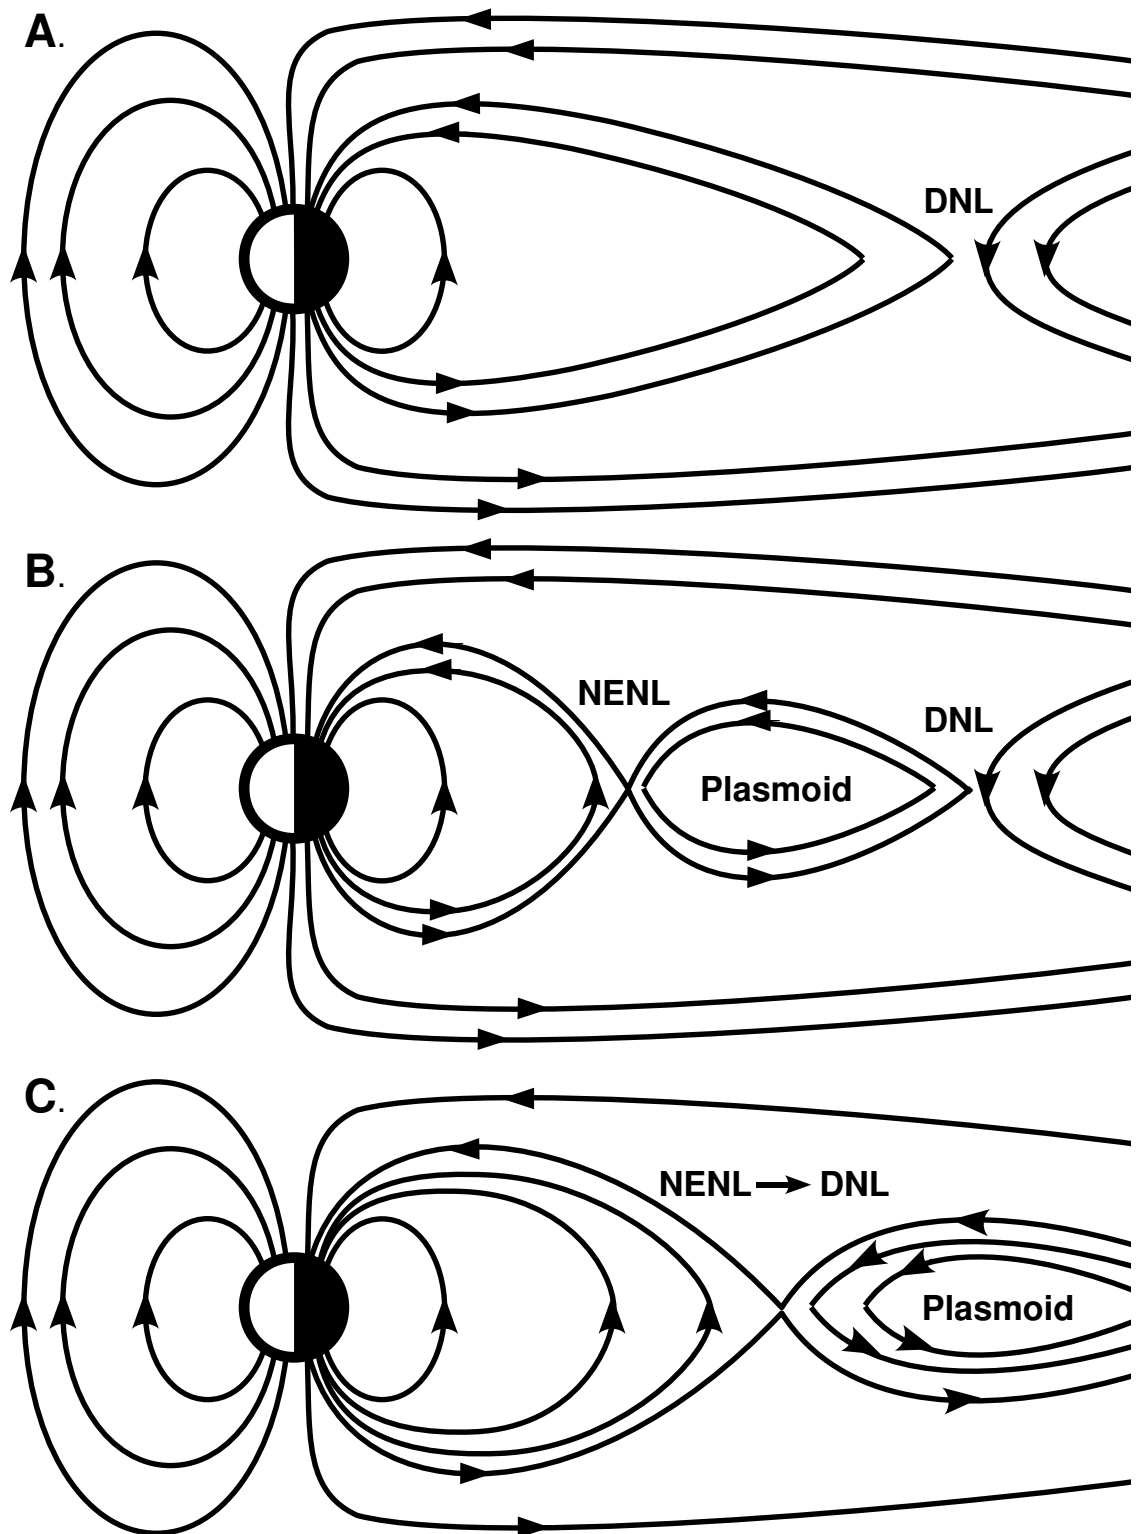 A.
DNL
B.
NENL
DNL
Plasmoid
C.
NENL → DNL
Plasmoid